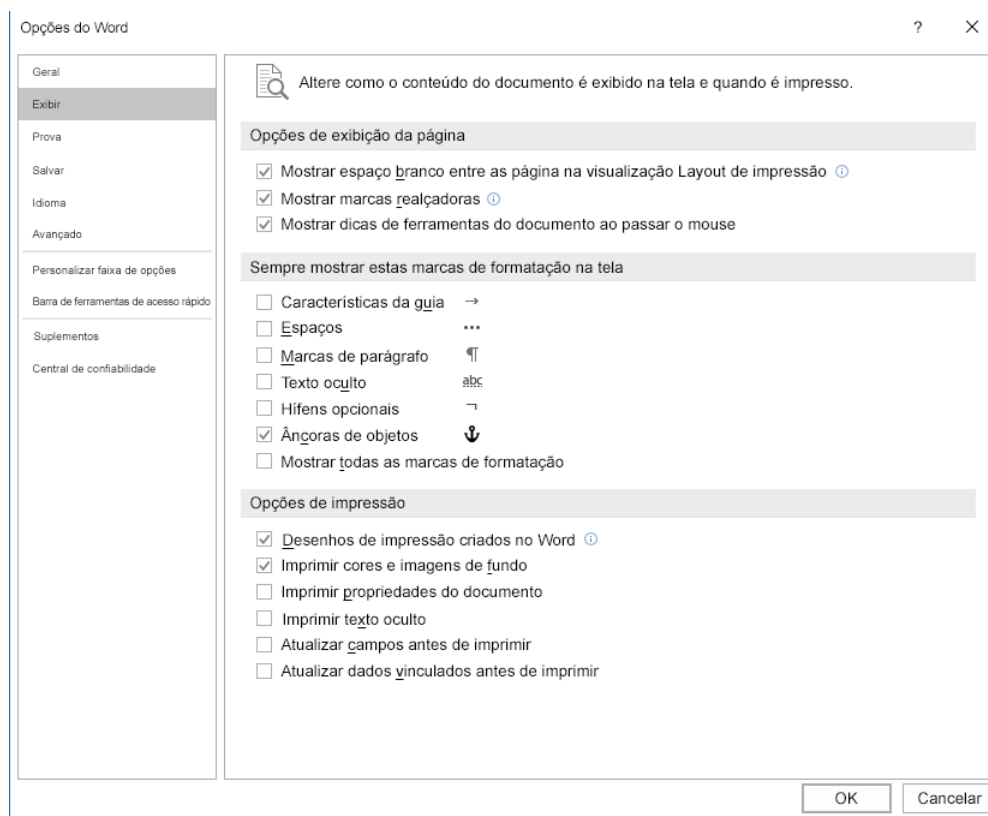 Opções do Word ? ×
Geral
Exibir
Prova
Salvar
Idioma
Avançado
Personalizar faixa de opções
Barra de ferramentas de acesso rápido
Suplementos
Central de confiabilidade
Altere como o conteúdo do documento é exibido na tela e quando é impresso.
Opções de exibição da página
Mostrar espaço branco entre as página na visualização Layout de impressão
Mostrar marcas realçadoras
Mostrar dicas de ferramentas do documento ao passar o mouse
Sempre mostrar estas marcas de formatação na tela
Características da guia →
Espaços •••
Marcas de parágrafo ¶
Texto oculto abc
Hífens opcionais ¬
Âncoras de objetos
Mostrar todas as marcas de formatação
Opções de impressão
Desenhos de impressão criados no Word
Imprimir cores e imagens de fundo
Imprimir propriedades do documento
Imprimir texto oculto
Atualizar campos antes de imprimir
Atualizar dados vinculados antes de imprimir
OK Cancelar